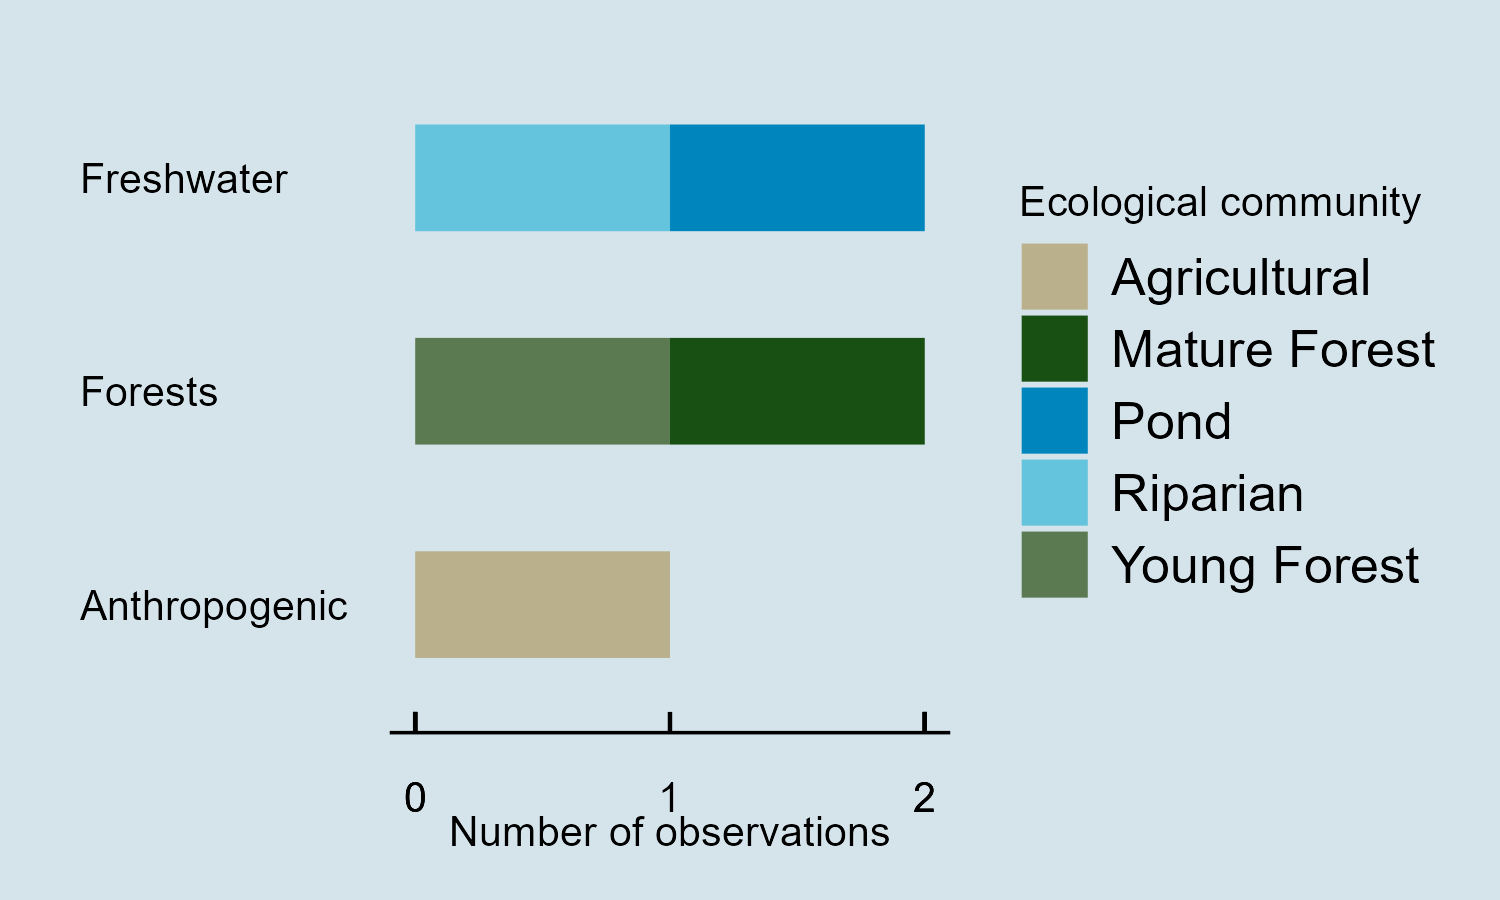 Freshwater
Forests
Anthropogenic
0 1 2
Number of observations
Ecological community
Agricultural
Mature Forest
Pond
Riparian
Young Forest